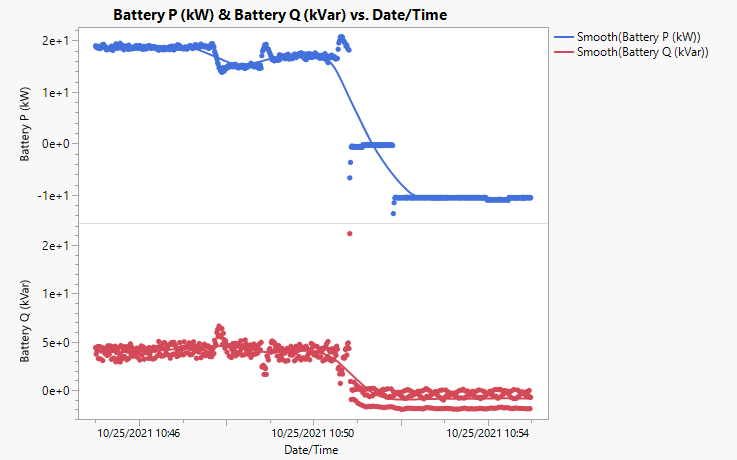 Battery P (kW) & Battery Q (kVar) vs. Date/Time
Smooth(Battery P (kW))
Smooth(Battery Q (kVar))
Battery P (kW)
2e+1
1e+1
0e+0
-1e+1
Battery Q (kVar)
2e+1
1e+1
5e+0
0e+0
10/25/2021 10:46
10/25/2021 10:50
10/25/2021 10:54
Date/Time